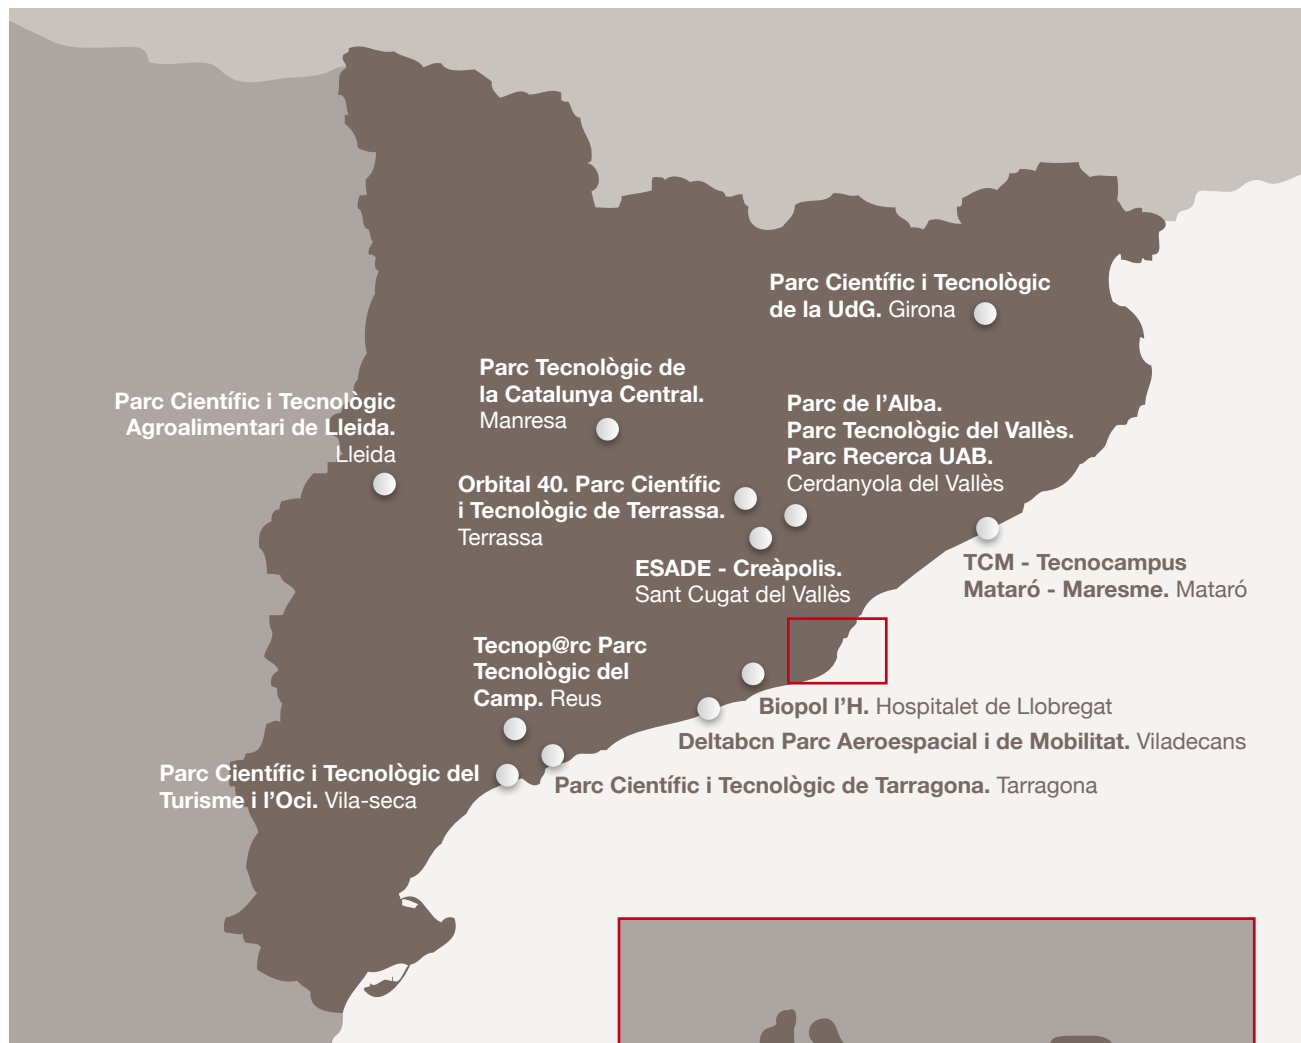 Parc Científic i Tecnològic
de la UdG. Girona
Parc Tecnològic de
la Catalunya Central.
Manresa
Parc Científic i Tecnològic
Agroalimentari de Lleida.
Lleida
Parc de l’Alba.
Parc Tecnològic del Vallès.
Parc Recerca UAB.
Cerdanyola del Vallès
Orbital 40. Parc Científic
i Tecnològic de Terrassa.
Terrassa
ESADE - Creàpolis.
Sant Cugat del Vallès
TCM - Tecnocampus
Mataró - Maresme. Mataró
Tecnop@rc Parc
Tecnològic del
Camp. Reus
Biopol l’H. Hospitalet de Llobregat
Deltabcn Parc Aeroespacial i de Mobilitat. Viladecans
Parc Científic i Tecnològic del
Turisme i l’Oci. Vila-seca
Parc Científic i Tecnològic de Tarragona. Tarragona